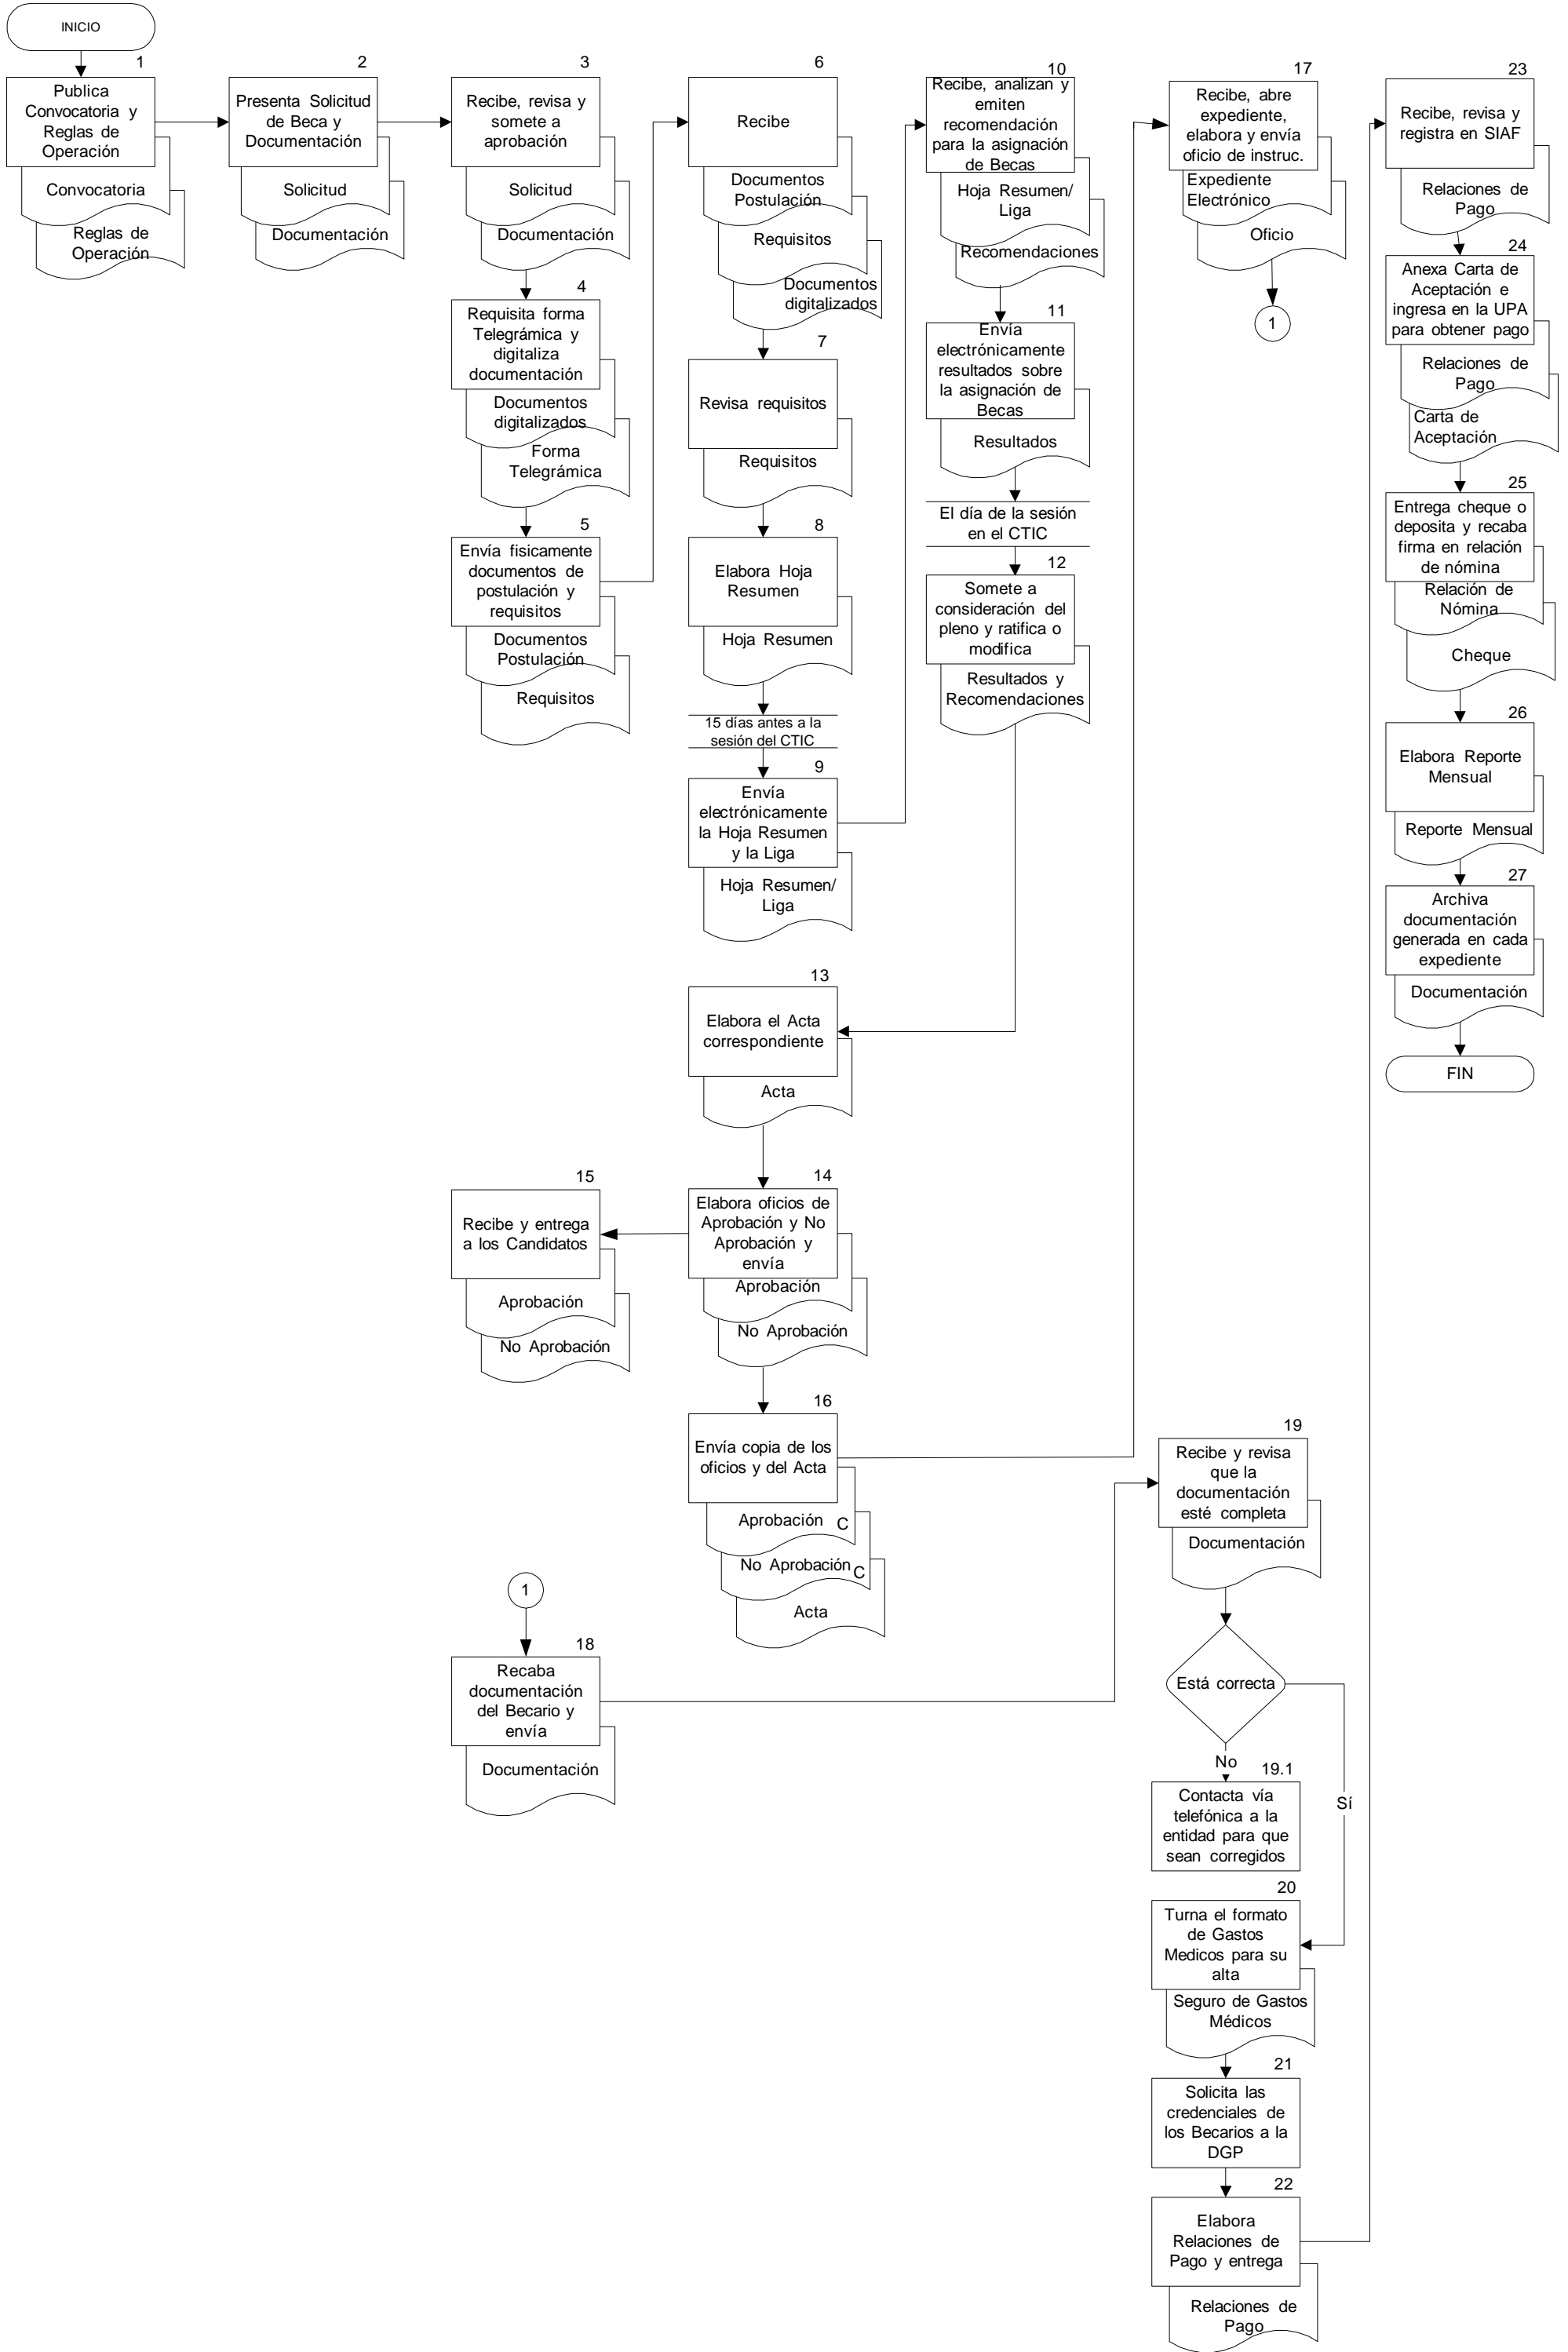 INICIO
1
Publica
Convocatoria y
Reglas de
Operación
Convocatoria
Reglas de
Operación
2
Presenta Solicitud
de Beca y
Documentación
Solicitud
Documentación
3
Recibe, revisa y
somete a
aprobación
Solicitud
Documentación
4
Requisita forma
Telegrámica y
digitaliza
documentación
Documentos
digitalizados
Forma
Telegrámica
5
Envía fisicamente
documentos de
postulación y
requisitos
Documentos
Postulación
Requisitos
6
Recibe
Documentos
Postulación
Requisitos
Documentos
digitalizados
7
Revisa requisitos
Requisitos
8
Elabora Hoja
Resumen
Hoja Resumen
15 días antes a la
sesión del CTIC
9
Envía
electrónicamente
la Hoja Resumen
y la Liga
Hoja Resumen/
Liga
10
Recibe, analizan y
emiten
recomendación
para la asignación
de Becas
Hoja Resumen/
Liga
Recomendaciones
11
Envía
electrónicamente
resultados sobre
la asignación de
Becas
Resultados
El día de la sesión
en el CTIC
12
Somete a
consideración del
pleno y ratifica o
modifica
Resultados y
Recomendaciones
13
Elabora el Acta
correspondiente
Acta
14
Elabora oficios de
Aprobación y No
Aprobación y
envía
Aprobación
No Aprobación
15
Recibe y entrega
a los Candidatos
Aprobación
No Aprobación
16
Envía copia de los
oficios y del Acta
Aprobación C
No Aprobación C
Acta
17
Recibe, abre
expediente,
elabora y envía
oficio de instruc.
Expediente
Electrónico
Oficio
1
1
18
Recaba
documentación
del Becario y
envía
Documentación
19
Recibe y revisa
que la
documentación
esté completa
Documentación
Está correcta
No
Sí
19.1
Contacta vía
telefónica a la
entidad para que
sean corregidos
20
Turna el formato
de Gastos
Medicos para su
alta
Seguro de Gastos
Médicos
21
Solicita las
credenciales de
los Becarios a la
DGP
22
Elabora
Relaciones de
Pago y entrega
Relaciones de
Pago
23
Recibe, revisa y
registra en SIAF
Relaciones de
Pago
24
Anexa Carta de
Aceptación e
ingresa en la UPA
para obtener pago
Relaciones de
Pago
Carta de
Aceptación
25
Entrega cheque o
deposita y recaba
firma en relación
de nómina
Relación de
Nómina
Cheque
26
Elabora Reporte
Mensual
Reporte Mensual
27
Archiva
documentación
generada en cada
expediente
Documentación
FIN